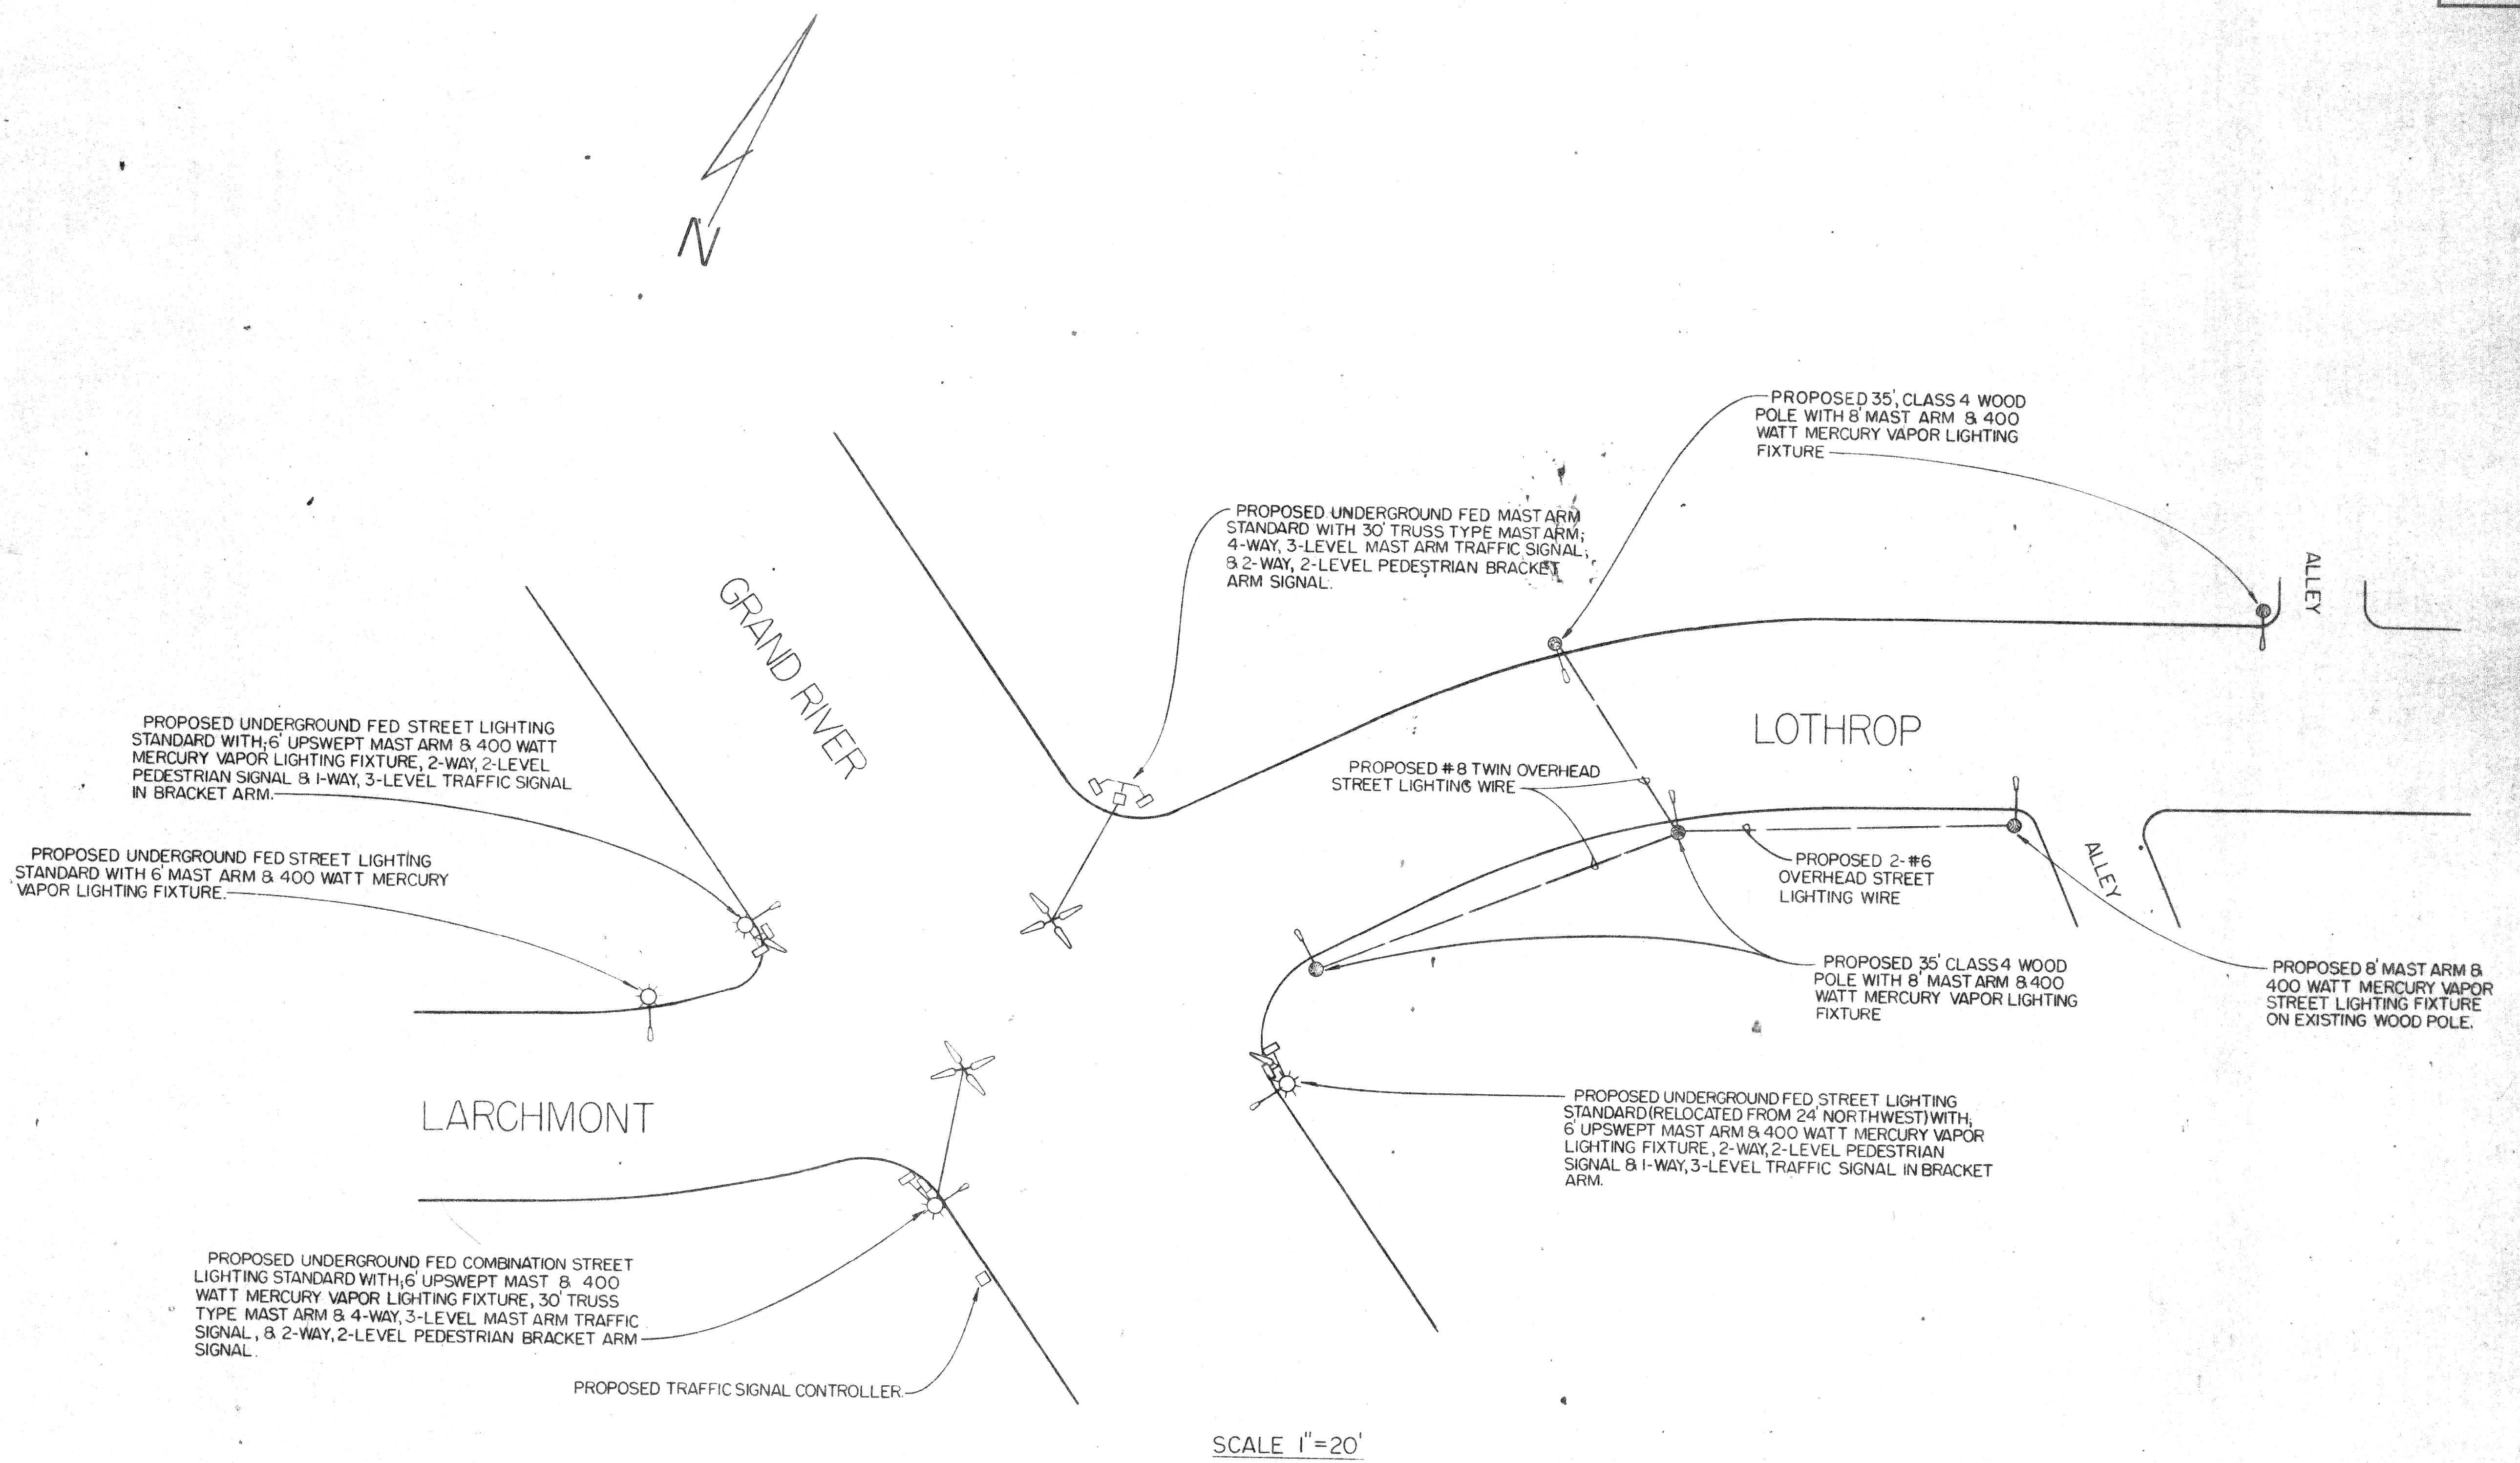 N
PROPOSED 35', CLASS 4 WOOD
POLE WITH 8' MAST ARM & 400
WATT MERCURY VAPOR LIGHTING
FIXTURE
PROPOSED UNDERGROUND FED MAST ARM
STANDARD WITH 30' TRUSS TYPE MAST ARM;
4-WAY, 3-LEVEL MAST ARM TRAFFIC SIGNAL;
& 2-WAY, 2-LEVEL PEDESTRIAN BRACKET
ARM SIGNAL.
ALLEY
GRAND RIVER
LOTHROP
PROPOSED UNDERGROUND FED STREET LIGHTING
STANDARD WITH; 6' UPSWEPT MAST ARM & 400 WATT
MERCURY VAPOR LIGHTING FIXTURE, 2-WAY, 2-LEVEL
PEDESTRIAN SIGNAL & 1-WAY, 3-LEVEL TRAFFIC SIGNAL
IN BRACKET ARM.
PROPOSED #8 TWIN OVERHEAD
STREET LIGHTING WIRE
PROPOSED UNDERGROUND FED STREET LIGHTING
STANDARD WITH 6' MAST ARM & 400 WATT MERCURY
VAPOR LIGHTING FIXTURE.
PROPOSED 2-#6
OVERHEAD STREET
LIGHTING WIRE
ALLEY
PROPOSED 35' CLASS 4 WOOD
POLE WITH 8' MAST ARM & 400
WATT MERCURY VAPOR LIGHTING
FIXTURE
PROPOSED 8' MAST ARM &
400 WATT MERCURY VAPOR
STREET LIGHTING FIXTURE
ON EXISTING WOOD POLE.
LARCHMONT
PROPOSED UNDERGROUND FED STREET LIGHTING
STANDARD (RELOCATED FROM 24' NORTHWEST) WITH;
6' UPSWEPT MAST ARM & 400 WATT MERCURY VAPOR
LIGHTING FIXTURE, 2-WAY, 2-LEVEL PEDESTRIAN
SIGNAL & 1-WAY, 3-LEVEL TRAFFIC SIGNAL IN BRACKET
ARM.
PROPOSED UNDERGROUND FED COMBINATION STREET
LIGHTING STANDARD WITH; 6' UPSWEPT MAST & 400
WATT MERCURY VAPOR LIGHTING FIXTURE, 30' TRUSS
TYPE MAST ARM & 4-WAY, 3-LEVEL MAST ARM TRAFFIC
SIGNAL, & 2-WAY, 2-LEVEL PEDESTRIAN BRACKET ARM
SIGNAL.
PROPOSED TRAFFIC SIGNAL CONTROLLER.
SCALE 1"=20'